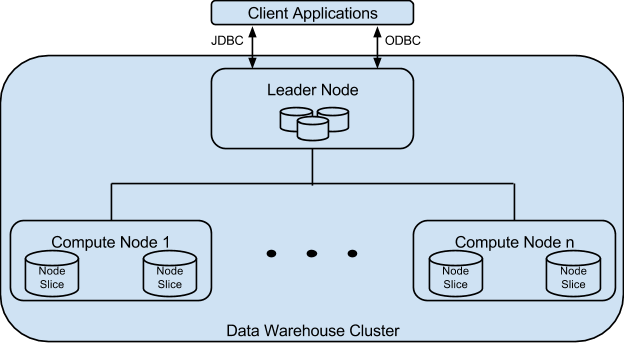 Client Applications
JDBC
ODBC
Leader Node
Compute Node 1
Node
Slice
Node
Slice
Compute Node n
Node
Slice
Node
Slice
Data Warehouse Cluster